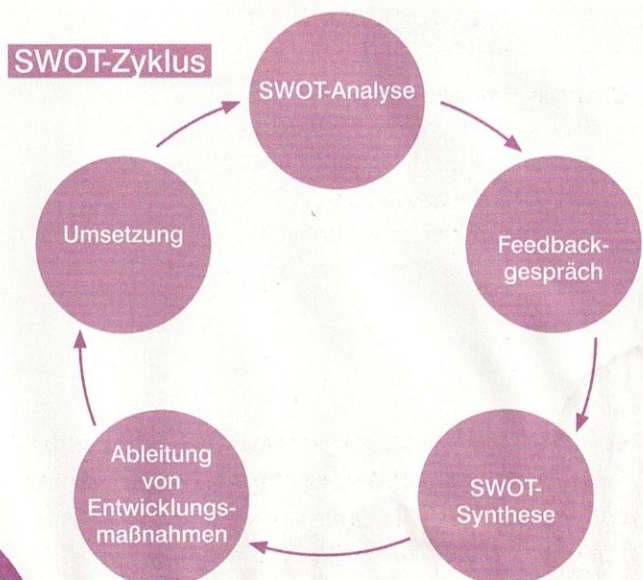 SWOT-Zyklus
SWOT-Analyse
Feedback-
gespräch
SWOT-
Synthese
Ableitung
von
Entwicklungs-
maßnahmen
Umsetzung